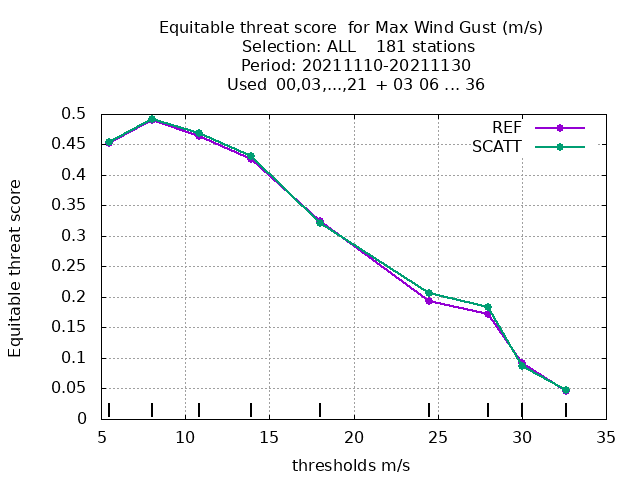 Equitable threat score  for Max Wind Gust (m/s)
Selection: ALL    181 stations
Period: 20211110-20211130
Used  00,03,...,21  + 03 06 ... 36
REF
SCATT
0.5
0.45
0.4
0.35
0.3
0.25
0.2
0.15
0.1
0.05
0
Equitable threat score
5 10 15 20 25 30 35
thresholds m/s